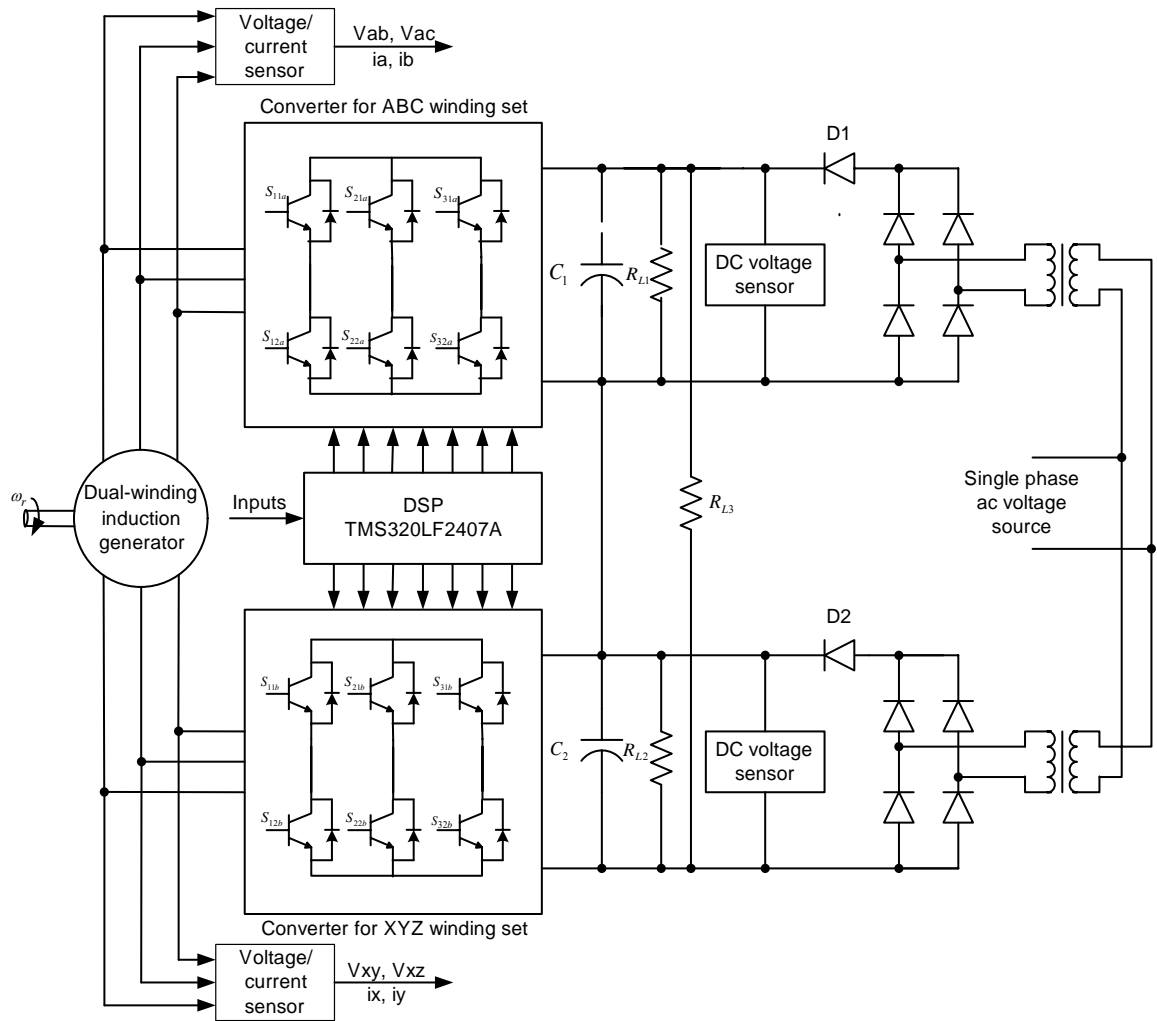 Voltage/
current
sensor
Vab, Vac
ia, ib
Converter for ABC winding set
D1
S11a
S21a
S31a
C1
RL1
DC voltage
sensor
S12a
S22a
S32a
ωr
Dual-winding
induction
generator
Inputs
DSP
TMS320LF2407A
RL3
Single phase
ac voltage
source
D2
S11b
S21b
S31b
C2
RL2
DC voltage
sensor
S12b
S22b
S32b
Converter for XYZ winding set
Voltage/
current
sensor
Vxy, Vxz
ix, iy